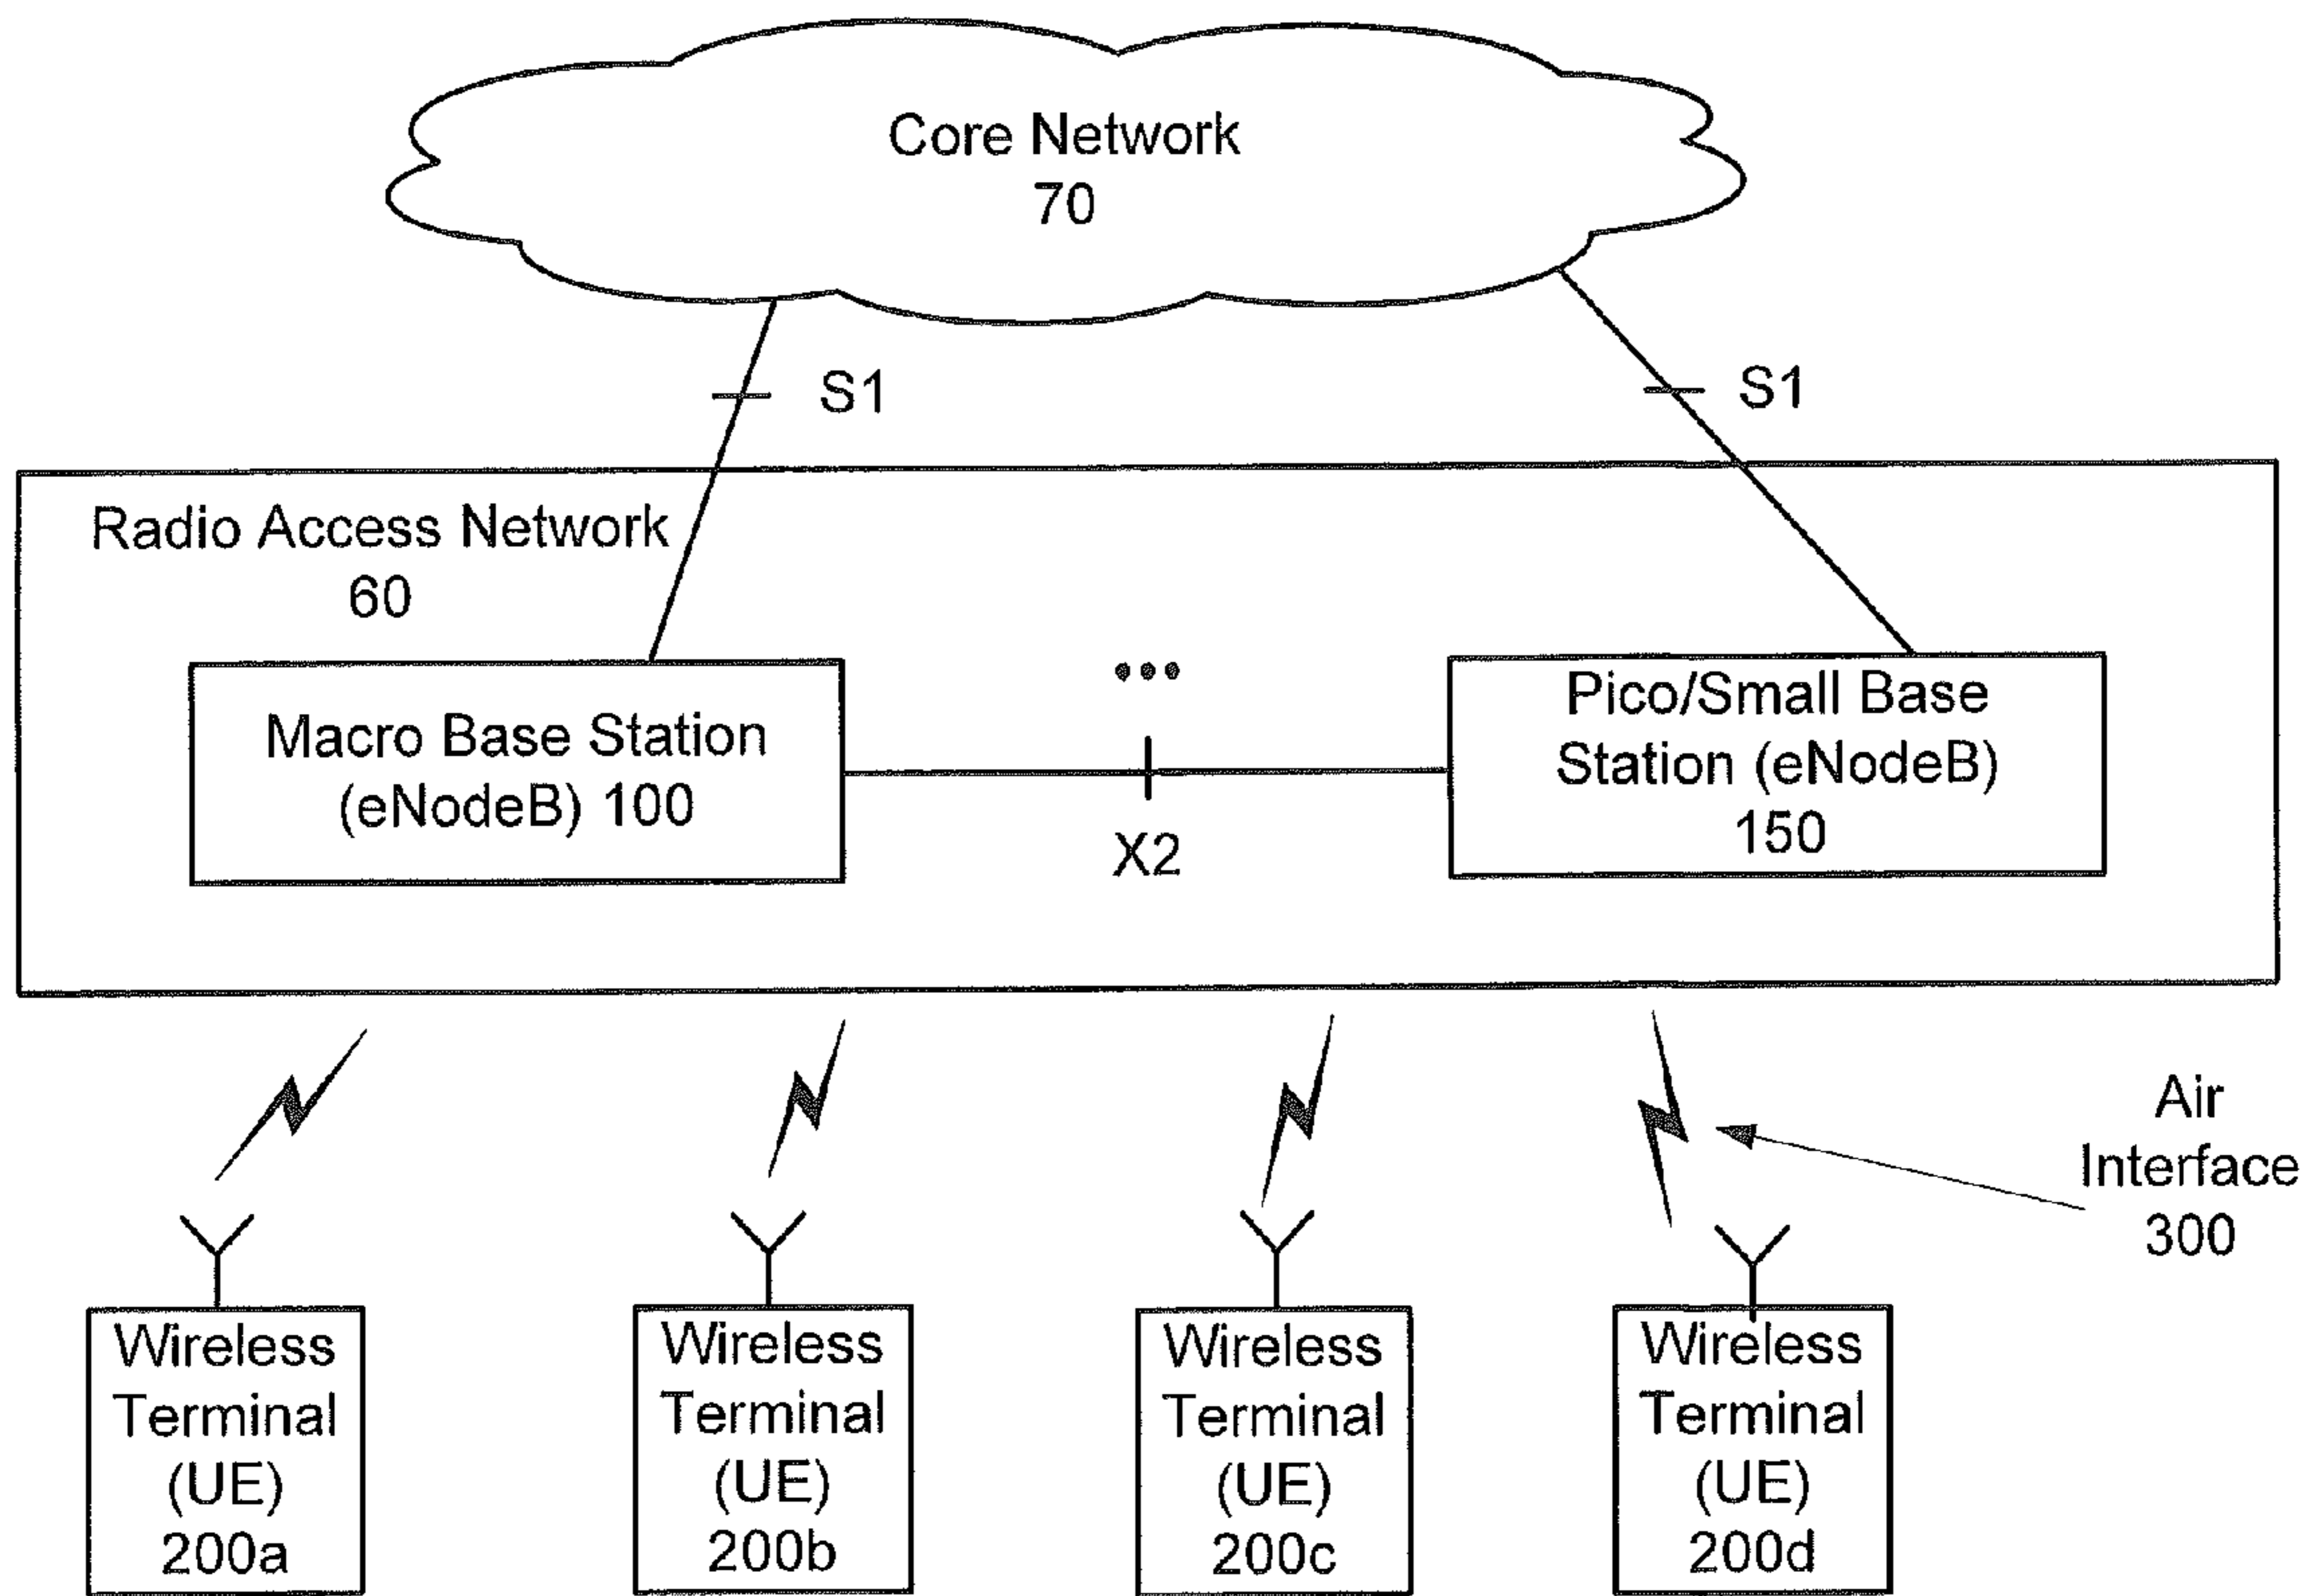 Core Network
70
S1
S1
Radio Access Network
60
Macro Base Station
(eNodeB) 100
X2
Pico/Small Base
Station (eNodeB)
150
Air
Interface
300
Wireless
Terminal
(UE)
200a
Wireless
Terminal
(UE)
200b
Wireless
Terminal
(UE)
200c
Wireless
Terminal
(UE)
200d